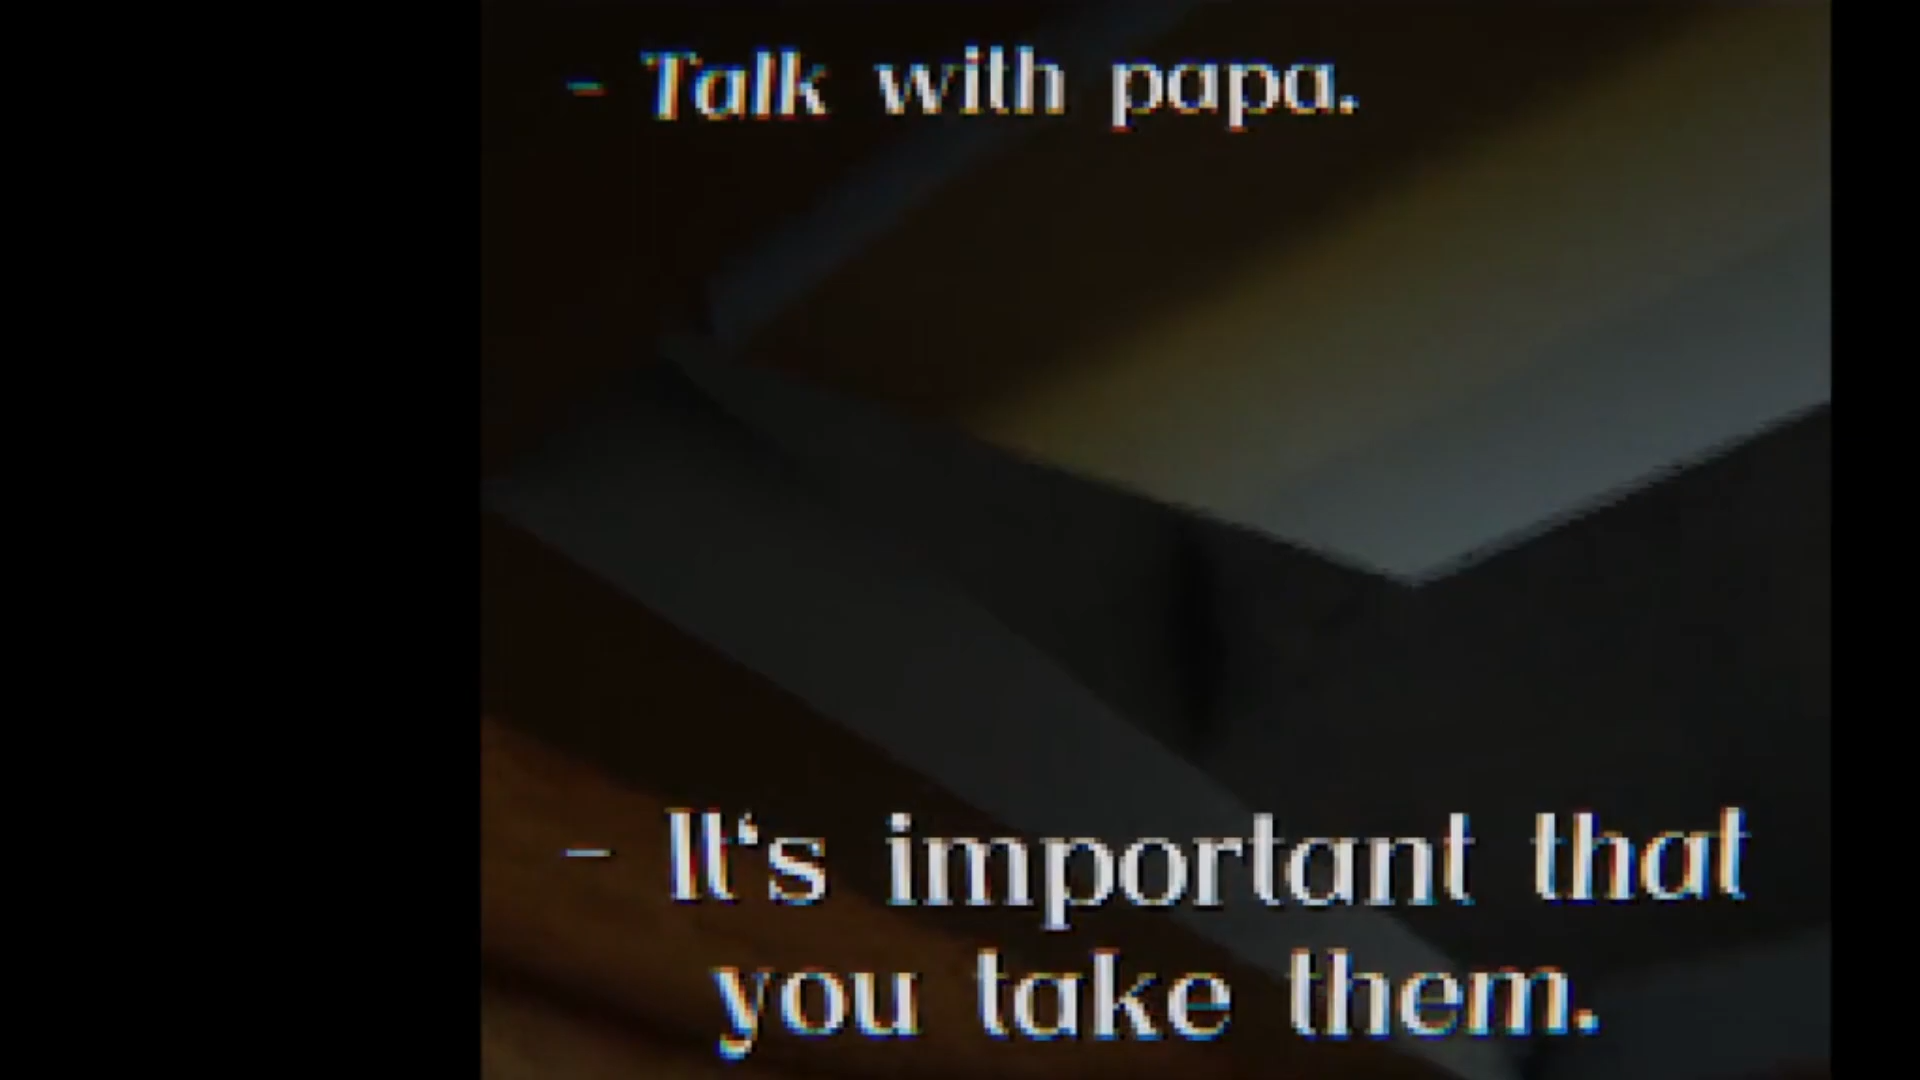 - Talk with papa.
- It's important that
you take them.